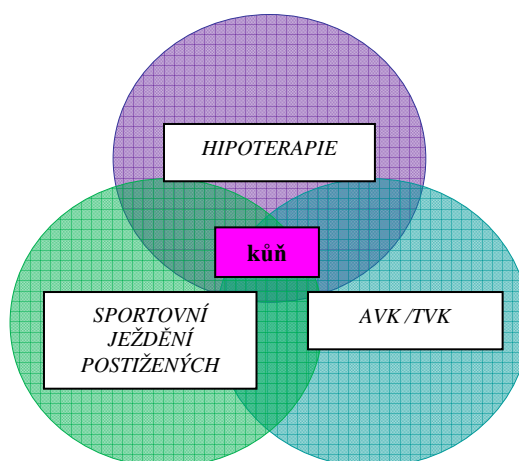 HIPOTERAPIE
kůň
SPORTOVNÍ
JEŽDĚNÍ
POSTIŽENÝCH
AVK /TVK